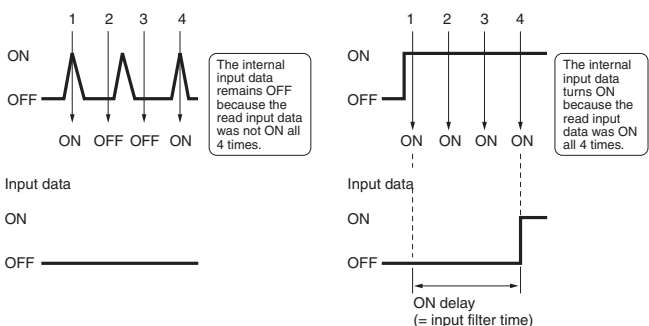 1 2 3 4
ON
OFF
ON OFF OFF ON
The internal
input data
remains OFF
because the
read input data
was not ON all
4 times.
Input data
ON
OFF
1 2 3 4
ON
OFF
ON ON ON ON
The internal
input data
turns ON
because the
read input
data was ON
all 4 times.
Input data
ON
OFF
ON delay
(= input filter time)